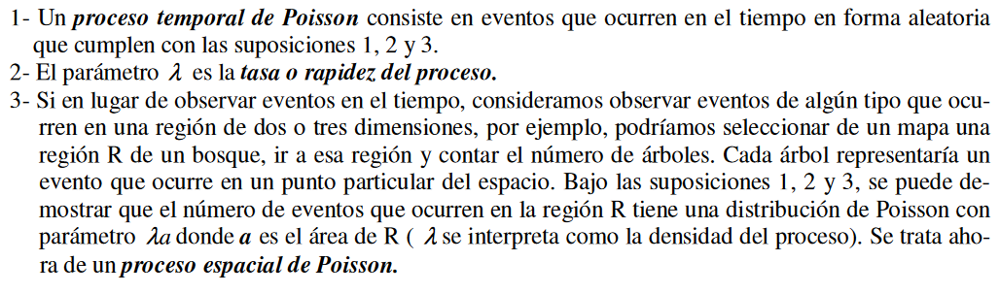 1- Un proceso temporal de Poisson consiste en eventos que ocurren en el tiempo en forma aleatoria
que cumplen con las suposiciones 1, 2 y 3.
2- El parámetro λ es la tasa o rapidez del proceso.
3- Si en lugar de observar eventos en el tiempo, consideramos observar eventos de algún tipo que ocu-
rren en una región de dos o tres dimensiones, por ejemplo, podríamos seleccionar de un mapa una
región R de un bosque, ir a esa región y contar el número de árboles. Cada árbol representaría un
evento que ocurre en un punto particular del espacio. Bajo las suposiciones 1, 2 y 3, se puede de-
mostrar que el número de eventos que ocurren en la región R tiene una distribución de Poisson con
parámetro λa donde a es el área de R ( λ se interpreta como la densidad del proceso). Se trata aho-
ra de un proceso espacial de Poisson.